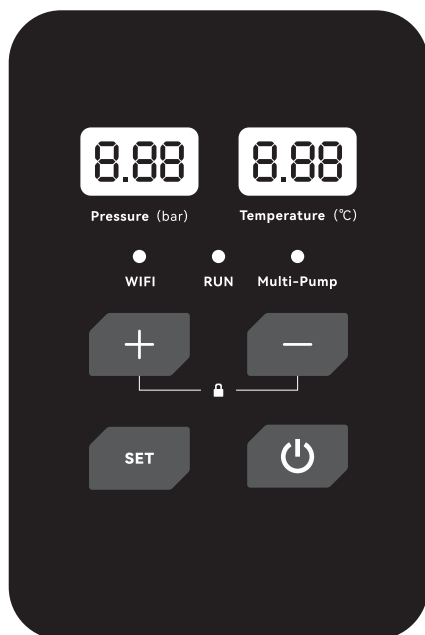 8.88 8.88
Pressure (bar) Temperature (℃)
WIFI RUN Multi-Pump
+ −
SET